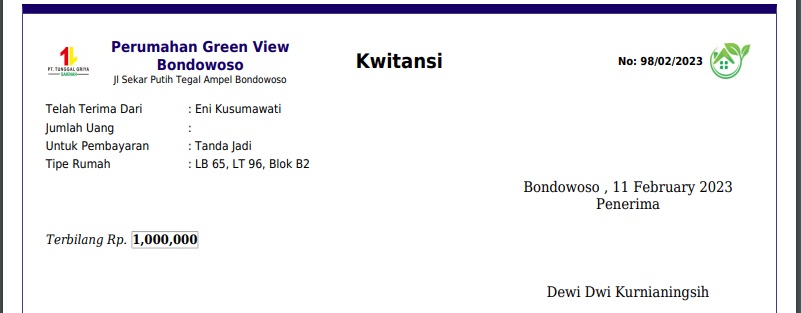 Perumahan Green View
Bondowoso
Jl Sekar Putih Tegal Ampel Bondowoso
PT. TUNGGAL GRIYA
Kwitansi
No: 98/02/2023
Telah Terima Dari : Eni Kusumawati
Jumlah Uang :
Untuk Pembayaran : Tanda Jadi
Tipe Rumah : LB 65, LT 96, Blok B2
Bondowoso , 11 February 2023
Penerima
Terbilang Rp. 1,000,000
Dewi Dwi Kurnianingsih